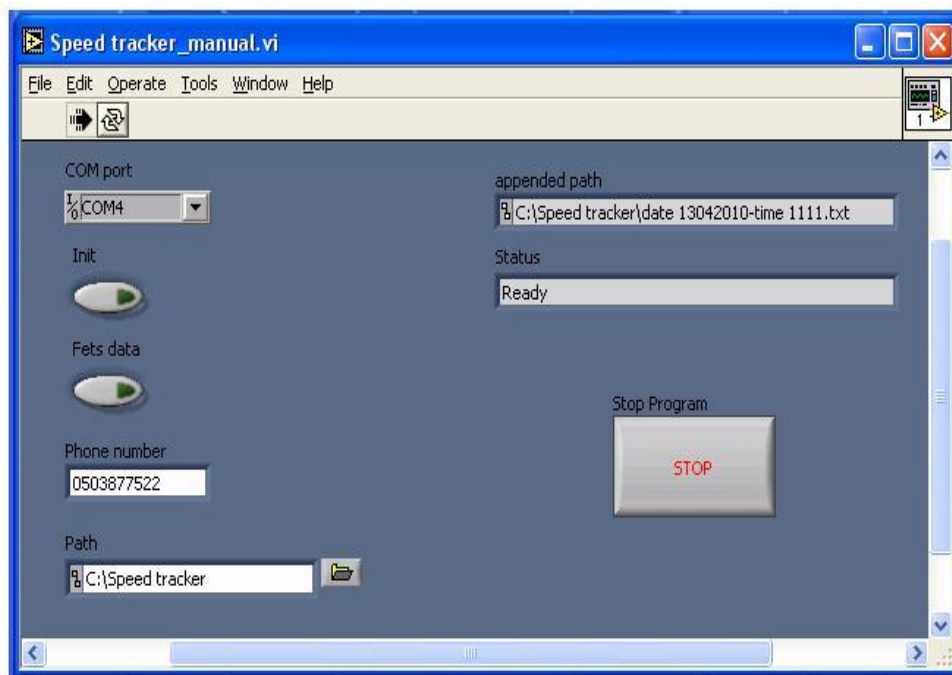 Speed tracker_manual.vi
File Edit Operate Tools Window Help
1
COM port
I/O COM4
Init
Fets data
Phone number
0503877522
Path
C:\Speed tracker
appended path
C:\Speed tracker\date 13042010-time 1111.txt
Status
Ready
Stop Program
STOP